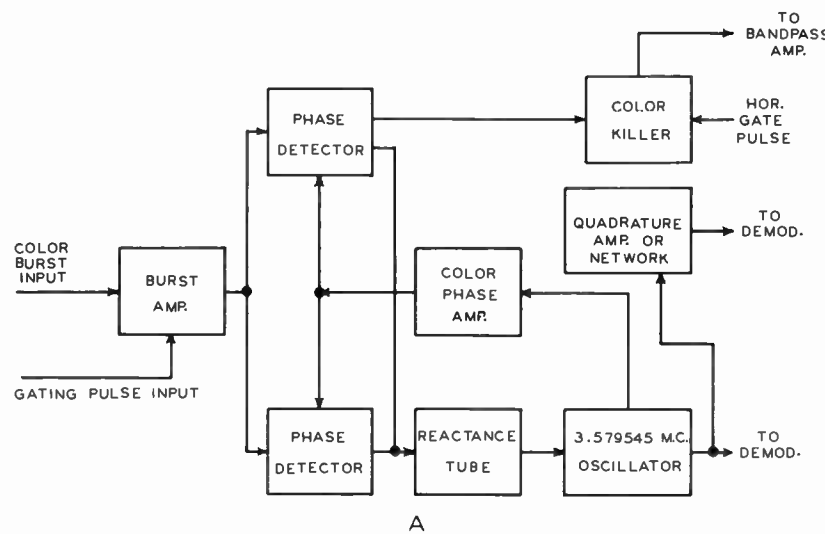 TO
BANDPASS
AMP.
PHASE
DETECTOR
COLOR
KILLER
HOR.
GATE
PULSE
QUADRATURE
AMP. OR
NETWORK
TO
DEMOD.
COLOR
BURST
INPUT
BURST
AMP.
COLOR
PHASE
AMP.
GATING PULSE INPUT
PHASE
DETECTOR
REACTANCE
TUBE
3.579545 M.C.
OSCILLATOR
TO
DEMOD.
A